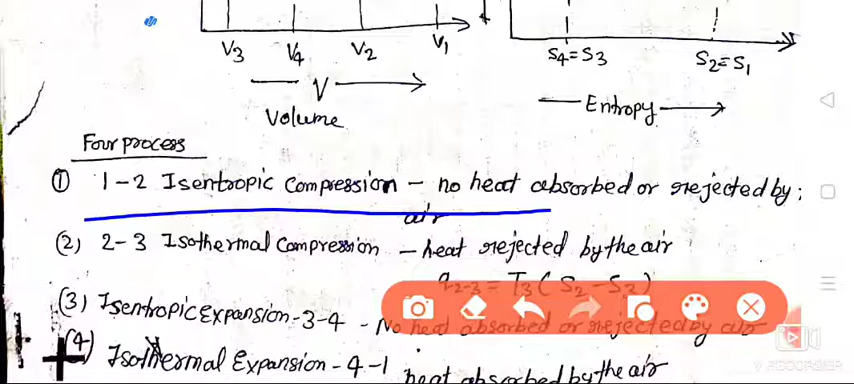 V3 V4 V2 V1
S4=S3 S2=S1
V
Volume
Entropy
Four process
① 1-2 Isentropic Compression - no heat absorbed or rejected by;
air
(2) 2-3 Isothermal Compression - heat rejected by the air
q2-3 = T3 (S2-S3)
(3) Isentropic Expansion-3-4 - No heat absorbed or rejected by air
(4) Isothermal Expansion - 4-1
heat absorbed by the air
V RECORDER